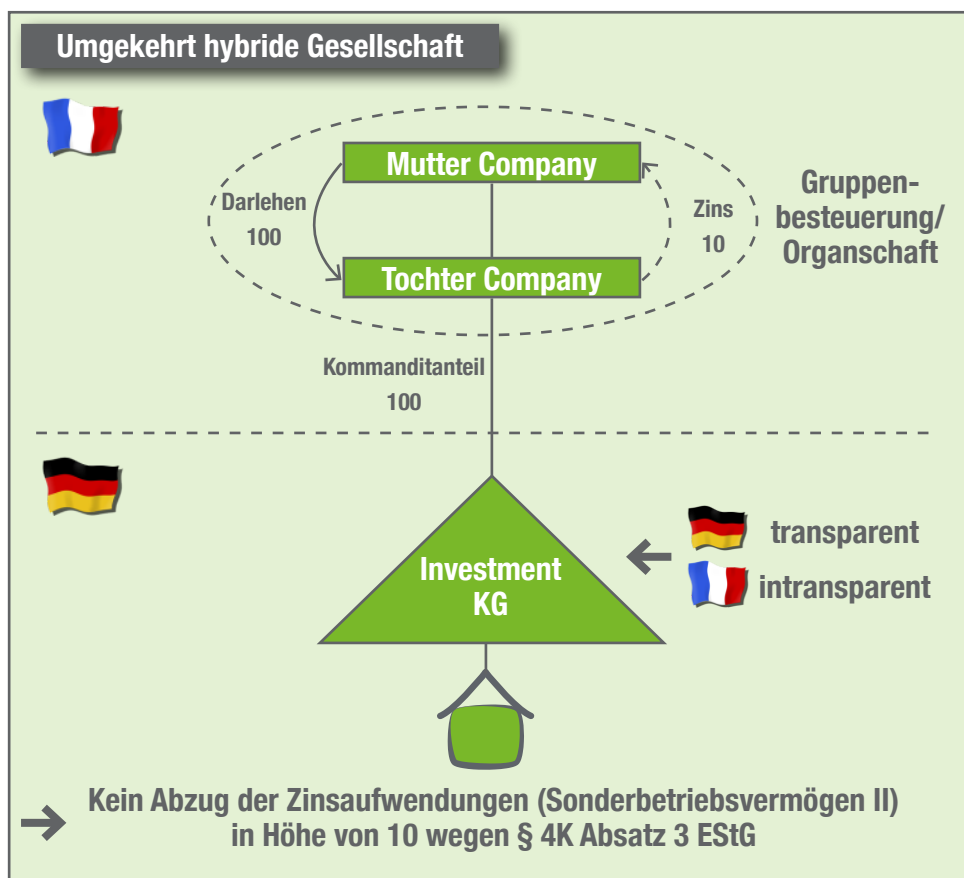 Umgekehrt hybride Gesellschaft
Mutter Company
Darlehen
100
Zins
10
Gruppen-
besteuerung/
Organschaft
Tochter Company
Kommanditanteil
100
Investment
KG
transparent
intransparent
Kein Abzug der Zinsaufwendungen (Sonderbetriebsvermögen II)
in Höhe von 10 wegen § 4K Absatz 3 EStG